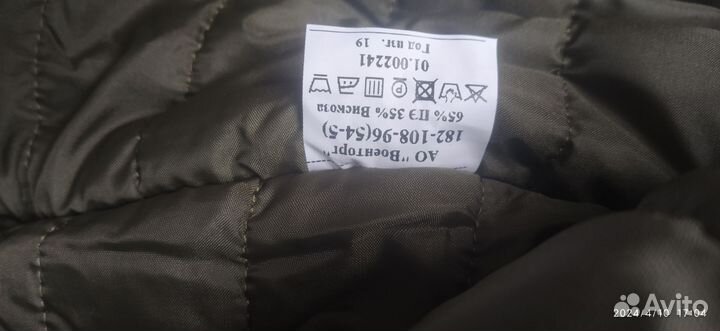 АО "Военторг"
182-108-96(54-5)
65% ПЭ 35% Вискоза
01.002241
Год изг. 19
Avito
2024/4/10 17:04